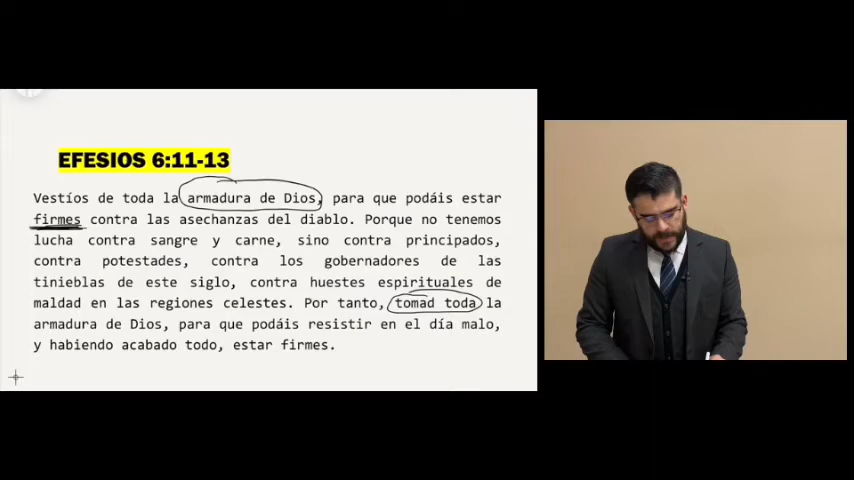 EFESIOS 6:11-13
Vestíos de toda la armadura de Dios, para que podáis estar
firmes contra las asechanzas del diablo. Porque no tenemos
lucha contra sangre y carne, sino contra principados,
contra potestades, contra los gobernadores de las
tinieblas de este siglo, contra huestes espirituales de
maldad en las regiones celestes. Por tanto, tomad toda la
armadura de Dios, para que podáis resistir en el día malo,
y habiendo acabado todo, estar firmes.